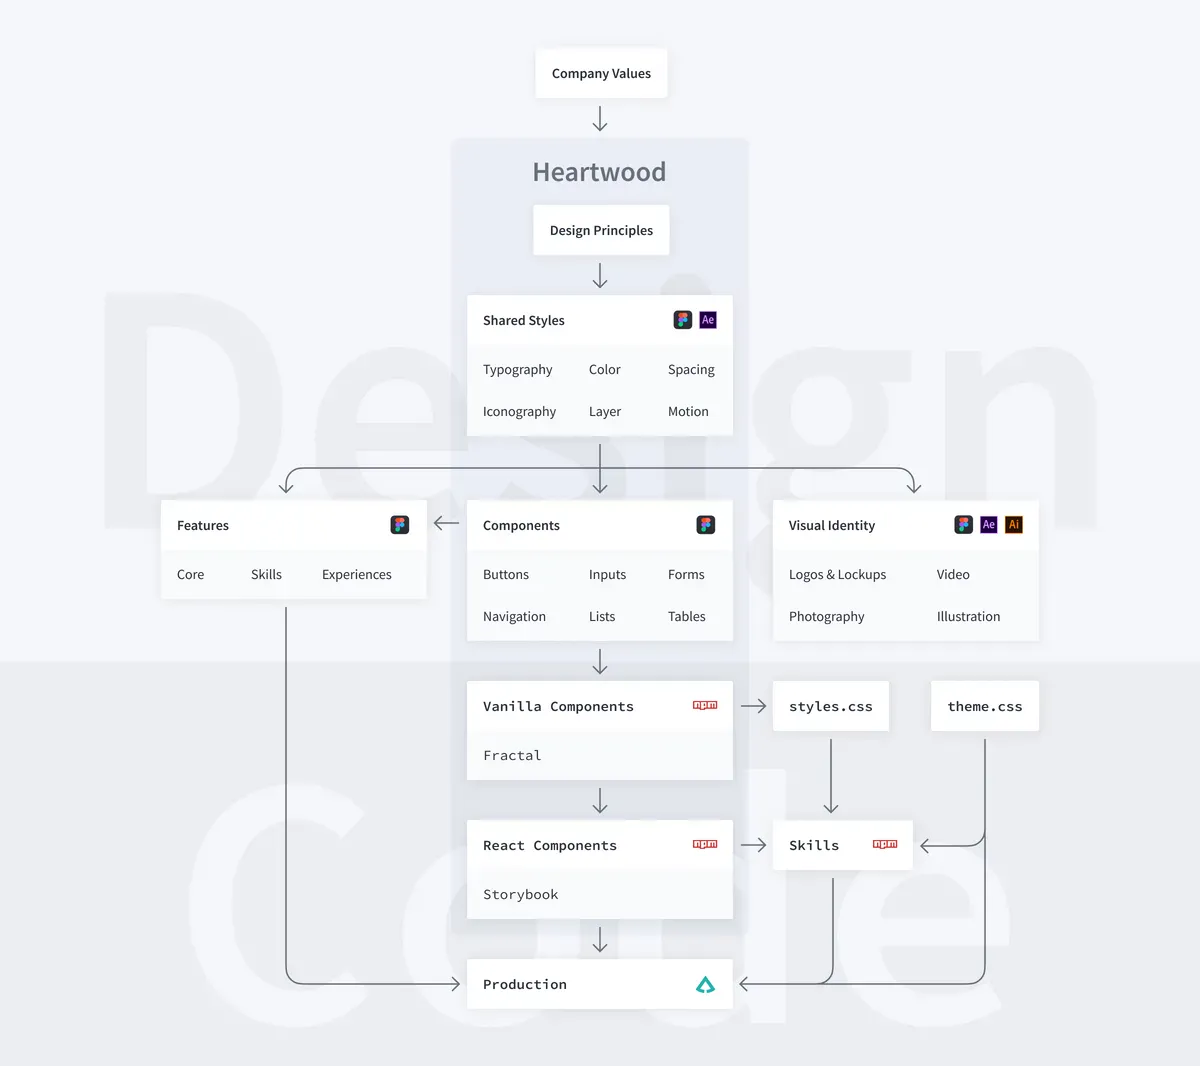 Company Values
Heartwood
Design Principles
Shared Styles Ae
Typography Color Spacing
Iconography Layer Motion
Design
Features
Core Skills Experiences
Components
Buttons Inputs Forms
Navigation Lists Tables
Visual Identity Ae Ai
Logos & Lockups Video
Photography Illustration
Vanilla Components npm
Fractal
styles.css
theme.css
Code
React Components npm
Storybook
Skills npm
Production